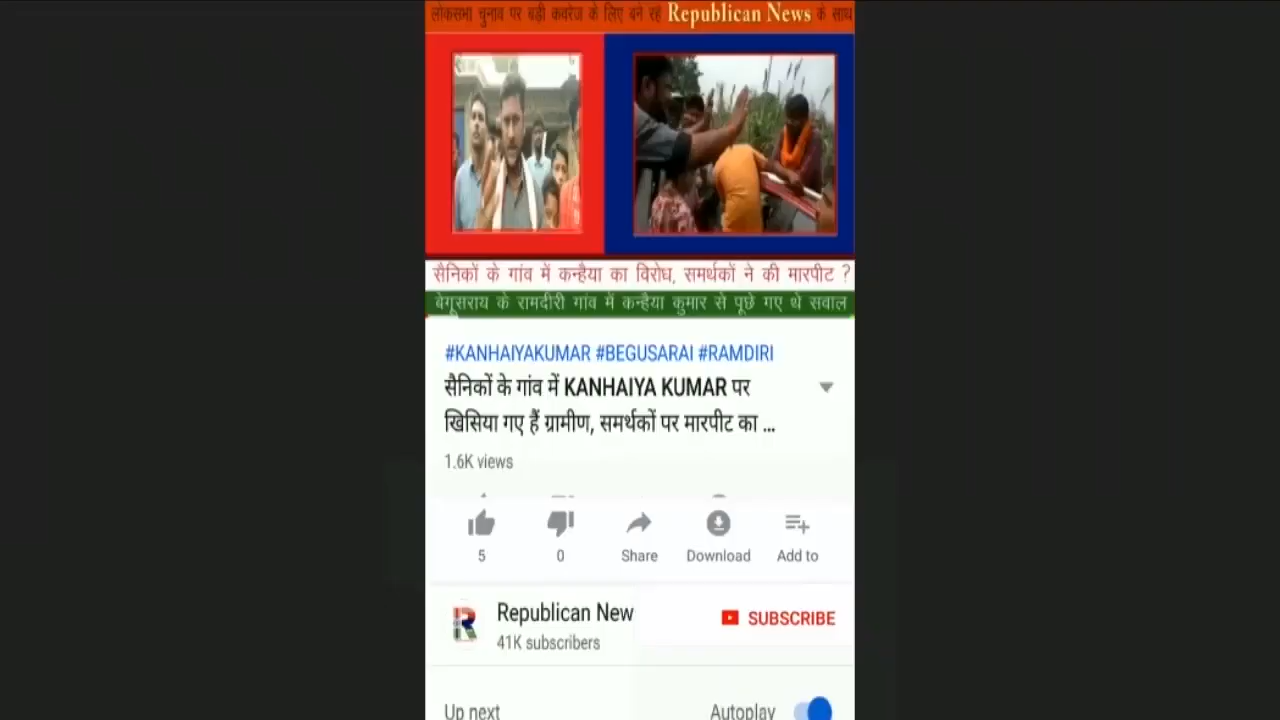 लोकसभा चुनाव पर बड़ी कवरेज के लिए बने रहें Republican News के साथ
सैनिकों के गांव में कन्हैया का विरोध, समर्थकों ने की मारपीट ?
बेगूसराय के रामदीरी गांव में कन्हैया कुमार से पूछे गए थे सवाल
#KANHAIYAKUMAR #BEGUSARAI #RAMDIRI
सैनिकों के गांव में KANHAIYA KUMAR पर
खिसिया गए हैं ग्रामीण, समर्थकों पर मारपीट का ...
1.6K views
5 0 Share Download Add to
Republican New
SUBSCRIBE
41K subscribers
Up next Autoplay